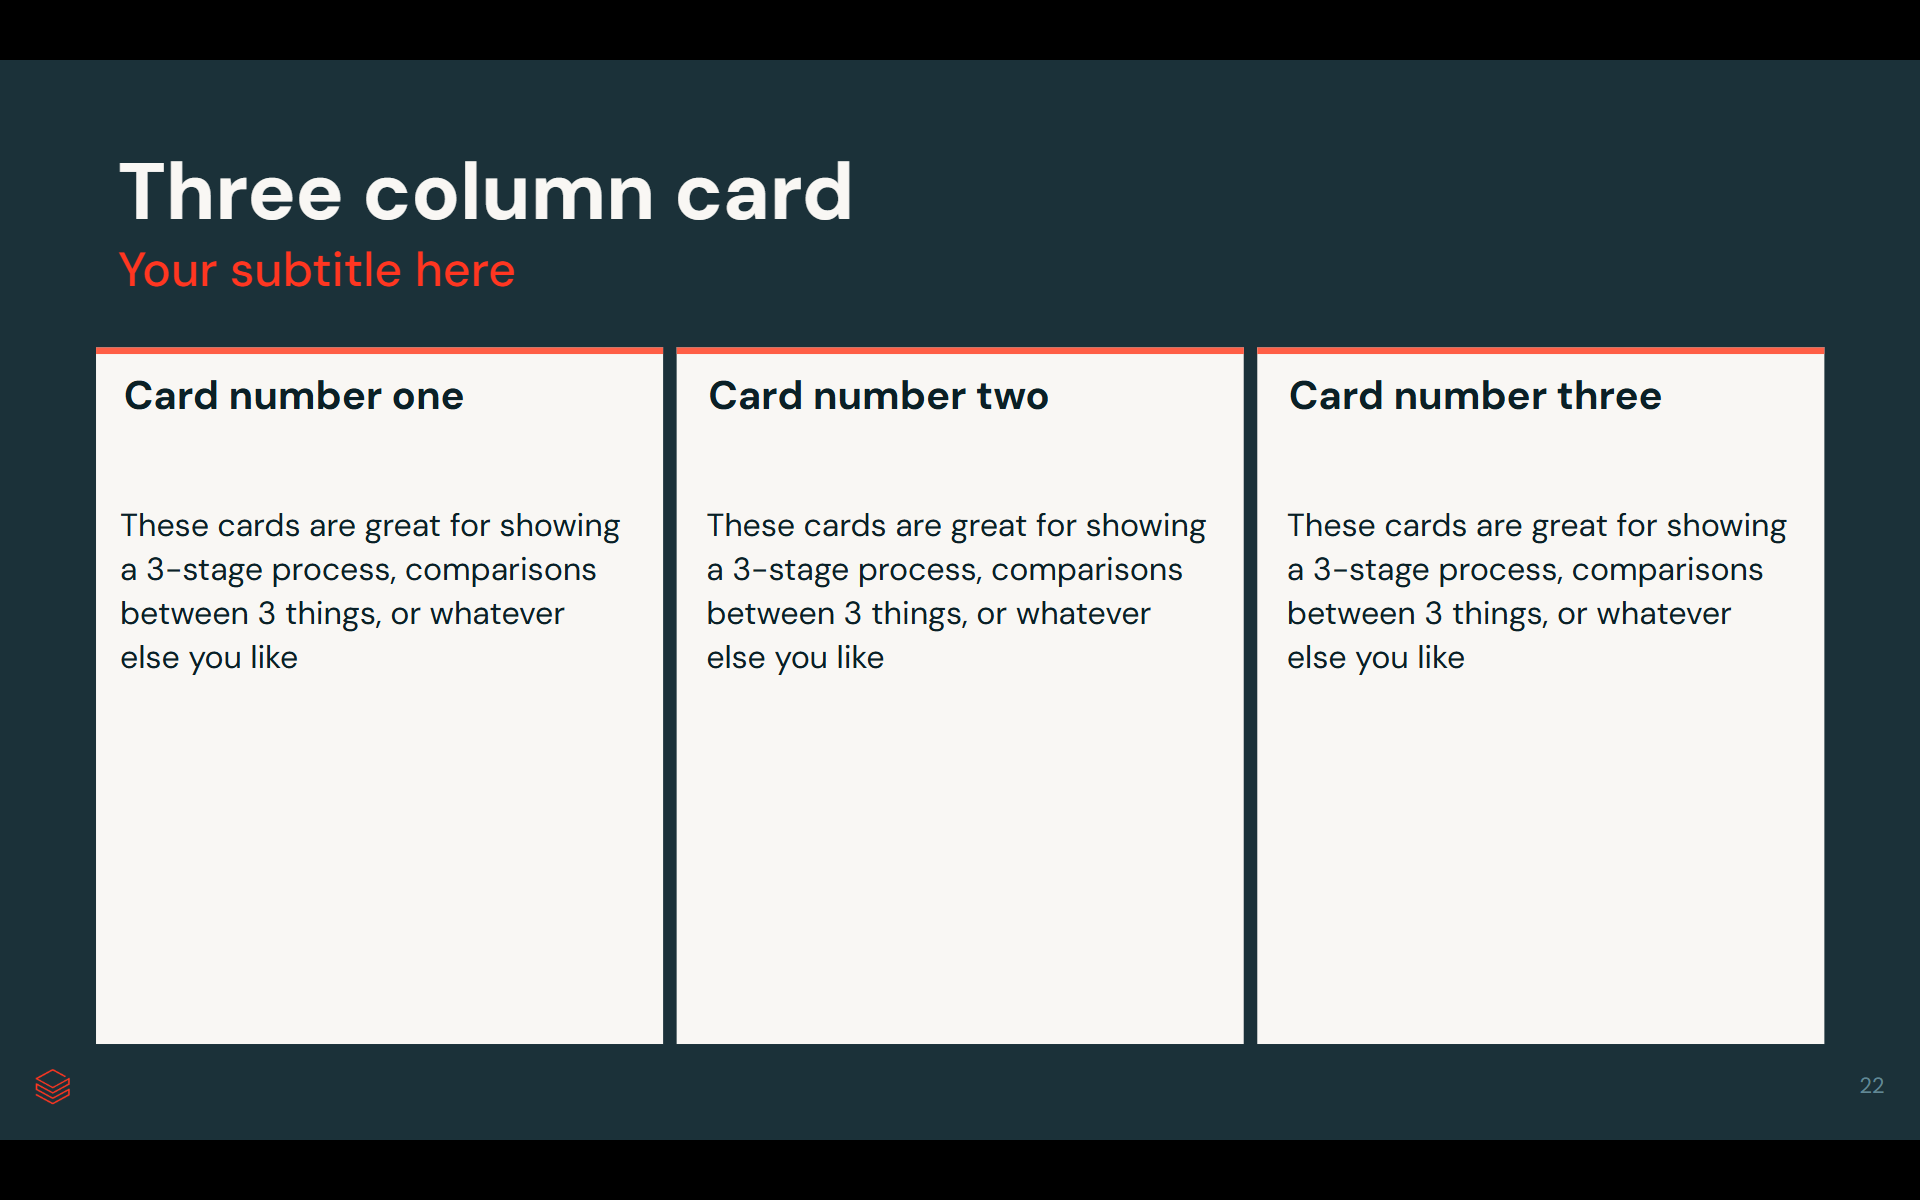 Three column card
Your subtitle here
Card number one
These cards are great for showing
a 3-stage process, comparisons
between 3 things, or whatever
else you like
Card number two
These cards are great for showing
a 3-stage process, comparisons
between 3 things, or whatever
else you like
Card number three
These cards are great for showing
a 3-stage process, comparisons
between 3 things, or whatever
else you like
22